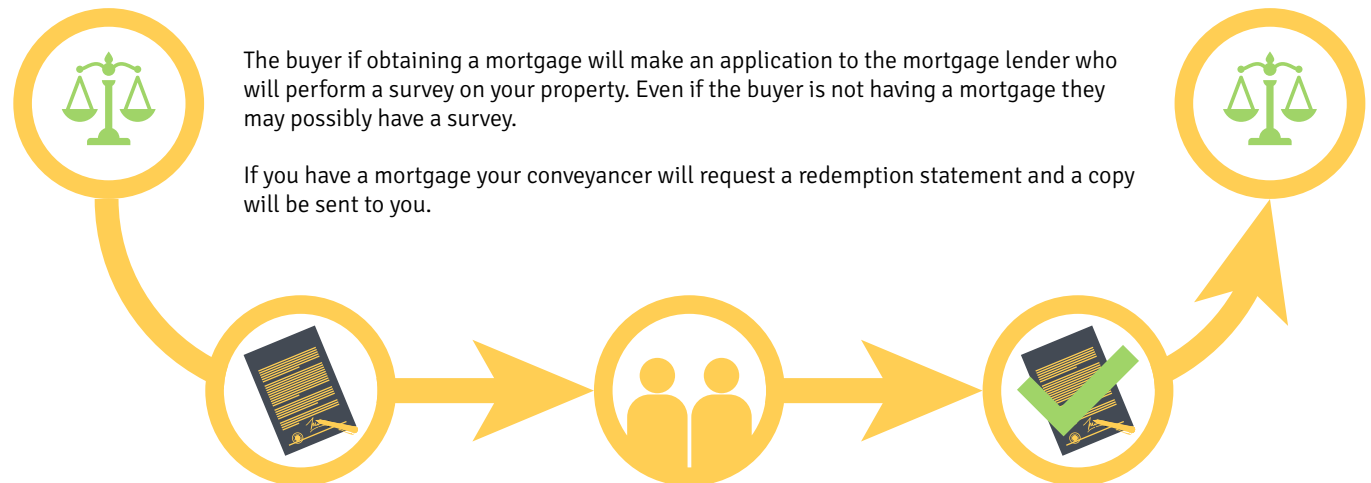 The buyer if obtaining a mortgage will make an application to the mortgage lender who
will perform a survey on your property. Even if the buyer is not having a mortgage they
may possibly have a survey.
If you have a mortgage your conveyancer will request a redemption statement and a copy
will be sent to you.